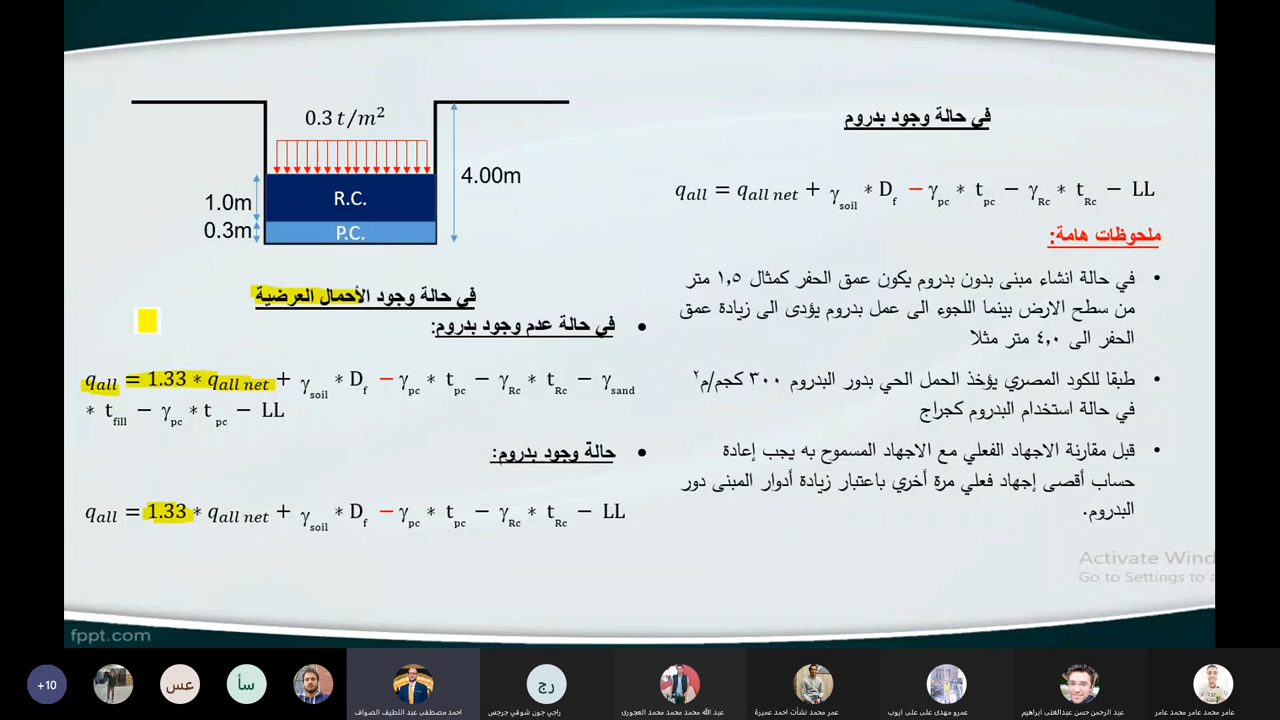 في حالة وجود بدروم
q_all = q_all net + γ_soil * D_f − γ_pc * t_pc − γ_Rc * t_Rc − LL
ملحوظات هامة:
• في حالة انشاء مبنى بدون بدروم يكون عمق الحفر كمثال ١,٥ متر
من سطح الارض بينما اللجوء الى عمل بدروم يؤدى الى زيادة عمق
الحفر الى ٤,٠ متر مثلا
• طبقا للكود المصري يؤخذ الحمل الحي بدور البدروم ٣٠٠ كجم/م٢
في حالة استخدام البدروم كجراج
• قبل مقارنة الاجهاد الفعلي مع الاجهاد المسموح به يجب إعادة
حساب أقصى إجهاد فعلي مرة أخري باعتبار زيادة أدوار المبنى دور
البدروم.
0.3 t/m²
4.00m
1.0m
R.C.
0.3m
P.C.
في حالة وجود الأحمال العرضية
• في حالة عدم وجود بدروم:
q_all = 1.33 * q_all net + γ_soil * D_f − γ_pc * t_pc − γ_Rc * t_Rc − γ_sand
* t_fill − γ_pc * t_pc − LL
• حالة وجود بدروم:
q_all = 1.33 * q_all net + γ_soil * D_f − γ_pc * t_pc − γ_Rc * t_Rc − LL
Activate Wind
Go to Settings to a
fppt.com
+10
عس
سأ
احمد مصطفى عبد اللطيف الصواف
رج
راجي جون شوقي جرجس
عبد الله محمد محمد محمد العجورى
عمر محمد نشأت احمد عميرة
عمرو مهدى على على ايوب
عبد الرحمن حسن عبدالغنى ابراهيم
عامر محمد عامر محمد عامر